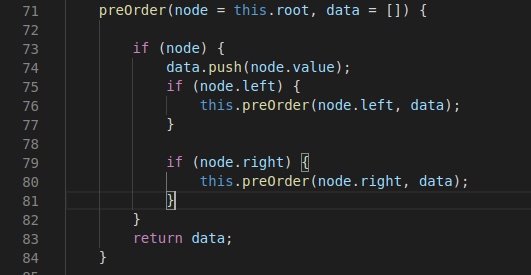 71 preOrder(node = this.root, data = []) {
72
73 if (node) {
74 data.push(node.value);
75 if (node.left) {
76 this.preOrder(node.left, data);
77 }
78
79 if (node.right) {
80 this.preOrder(node.right, data);
81 }
82 }
83 return data;
84 }